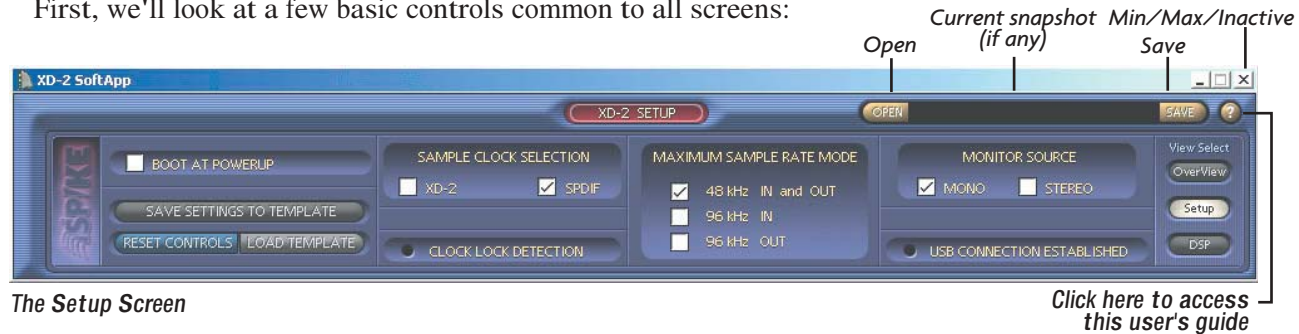 First, we'll look at a few basic controls common to all screens:
Current snapshot
(if any)
Min/Max/Inactive
Open
Save
XD-2 SoftApp
XD-2 SETUP
OPEN
SAVE
?
SP/KE
BOOT AT POWERUP
SAVE SETTINGS TO TEMPLATE
RESET CONTROLS
LOAD TEMPLATE
SAMPLE CLOCK SELECTION
XD-2
SPDIF
CLOCK LOCK DETECTION
MAXIMUM SAMPLE RATE MODE
48 kHz IN and OUT
96 kHz IN
96 kHz OUT
MONITOR SOURCE
MONO
STEREO
USB CONNECTION ESTABLISHED
View Select
OverView
Setup
DSP
The Setup Screen
Click here to access
this user's guide